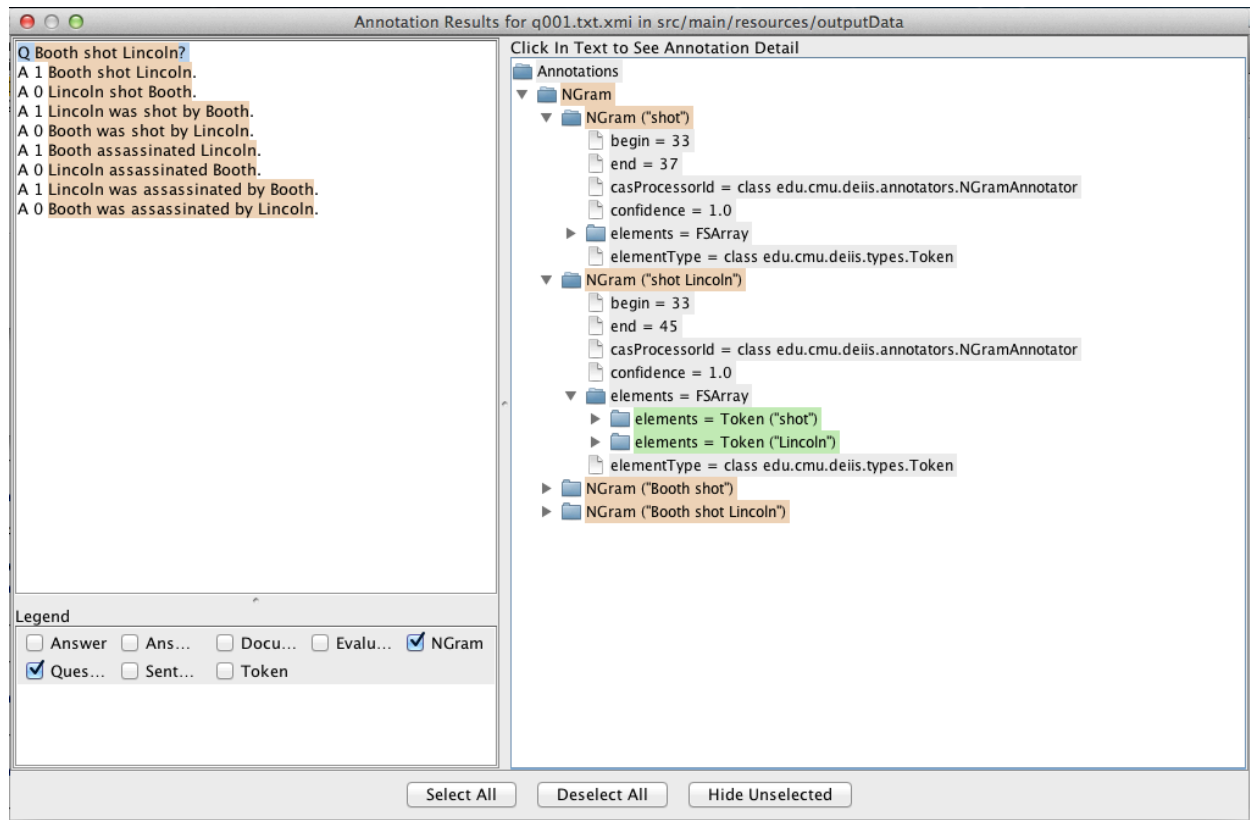 Annotation Results for q001.txt.xmi in src/main/resources/outputData
Q Booth shot Lincoln?
A 1 Booth shot Lincoln.
A 0 Lincoln shot Booth.
A 1 Lincoln was shot by Booth.
A 0 Booth was shot by Lincoln.
A 1 Booth assassinated Lincoln.
A 0 Lincoln assassinated Booth.
A 1 Lincoln was assassinated by Booth.
A 0 Booth was assassinated by Lincoln.
Legend
Answer Ans... Docu... Evalu... NGram
Ques... Sent... Token
Click In Text to See Annotation Detail
Annotations
NGram
NGram ("shot")
begin = 33
end = 37
casProcessorId = class edu.cmu.deiis.annotators.NGramAnnotator
confidence = 1.0
elements = FSArray
elementType = class edu.cmu.deiis.types.Token
NGram ("shot Lincoln")
begin = 33
end = 45
casProcessorId = class edu.cmu.deiis.annotators.NGramAnnotator
confidence = 1.0
elements = FSArray
elements = Token ("shot")
elements = Token ("Lincoln")
elementType = class edu.cmu.deiis.types.Token
NGram ("Booth shot")
NGram ("Booth shot Lincoln")
Select All Deselect All Hide Unselected